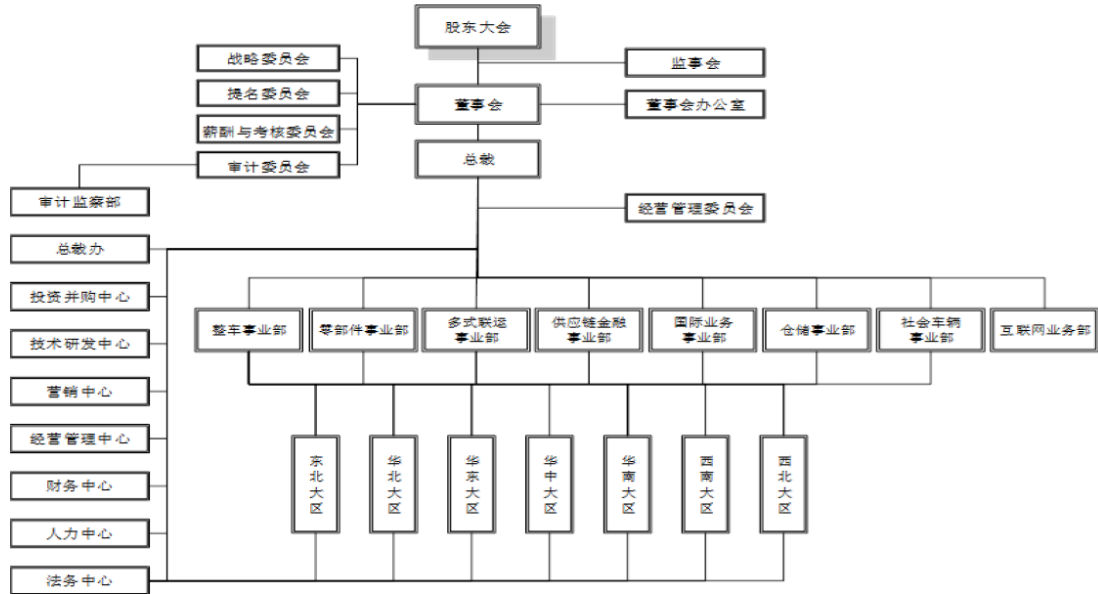 股东大会
战略委员会
监事会
提名委员会
董事会
董事会办公室
薪酬与考核委员会
总裁
审计委员会
审计监察部
经营管理委员会
总裁办
投资并购中心
整车事业部
零部件事业部
多式联运
事业部
供应链金融
事业部
国际业务
事业部
仓储事业部
社会车辆
事业部
互联网业务部
技术研发中心
营销中心
经营管理中心
财务中心
人力中心
法务中心
东北大区
华北大区
华东大区
华中大区
华南大区
西南大区
西北大区